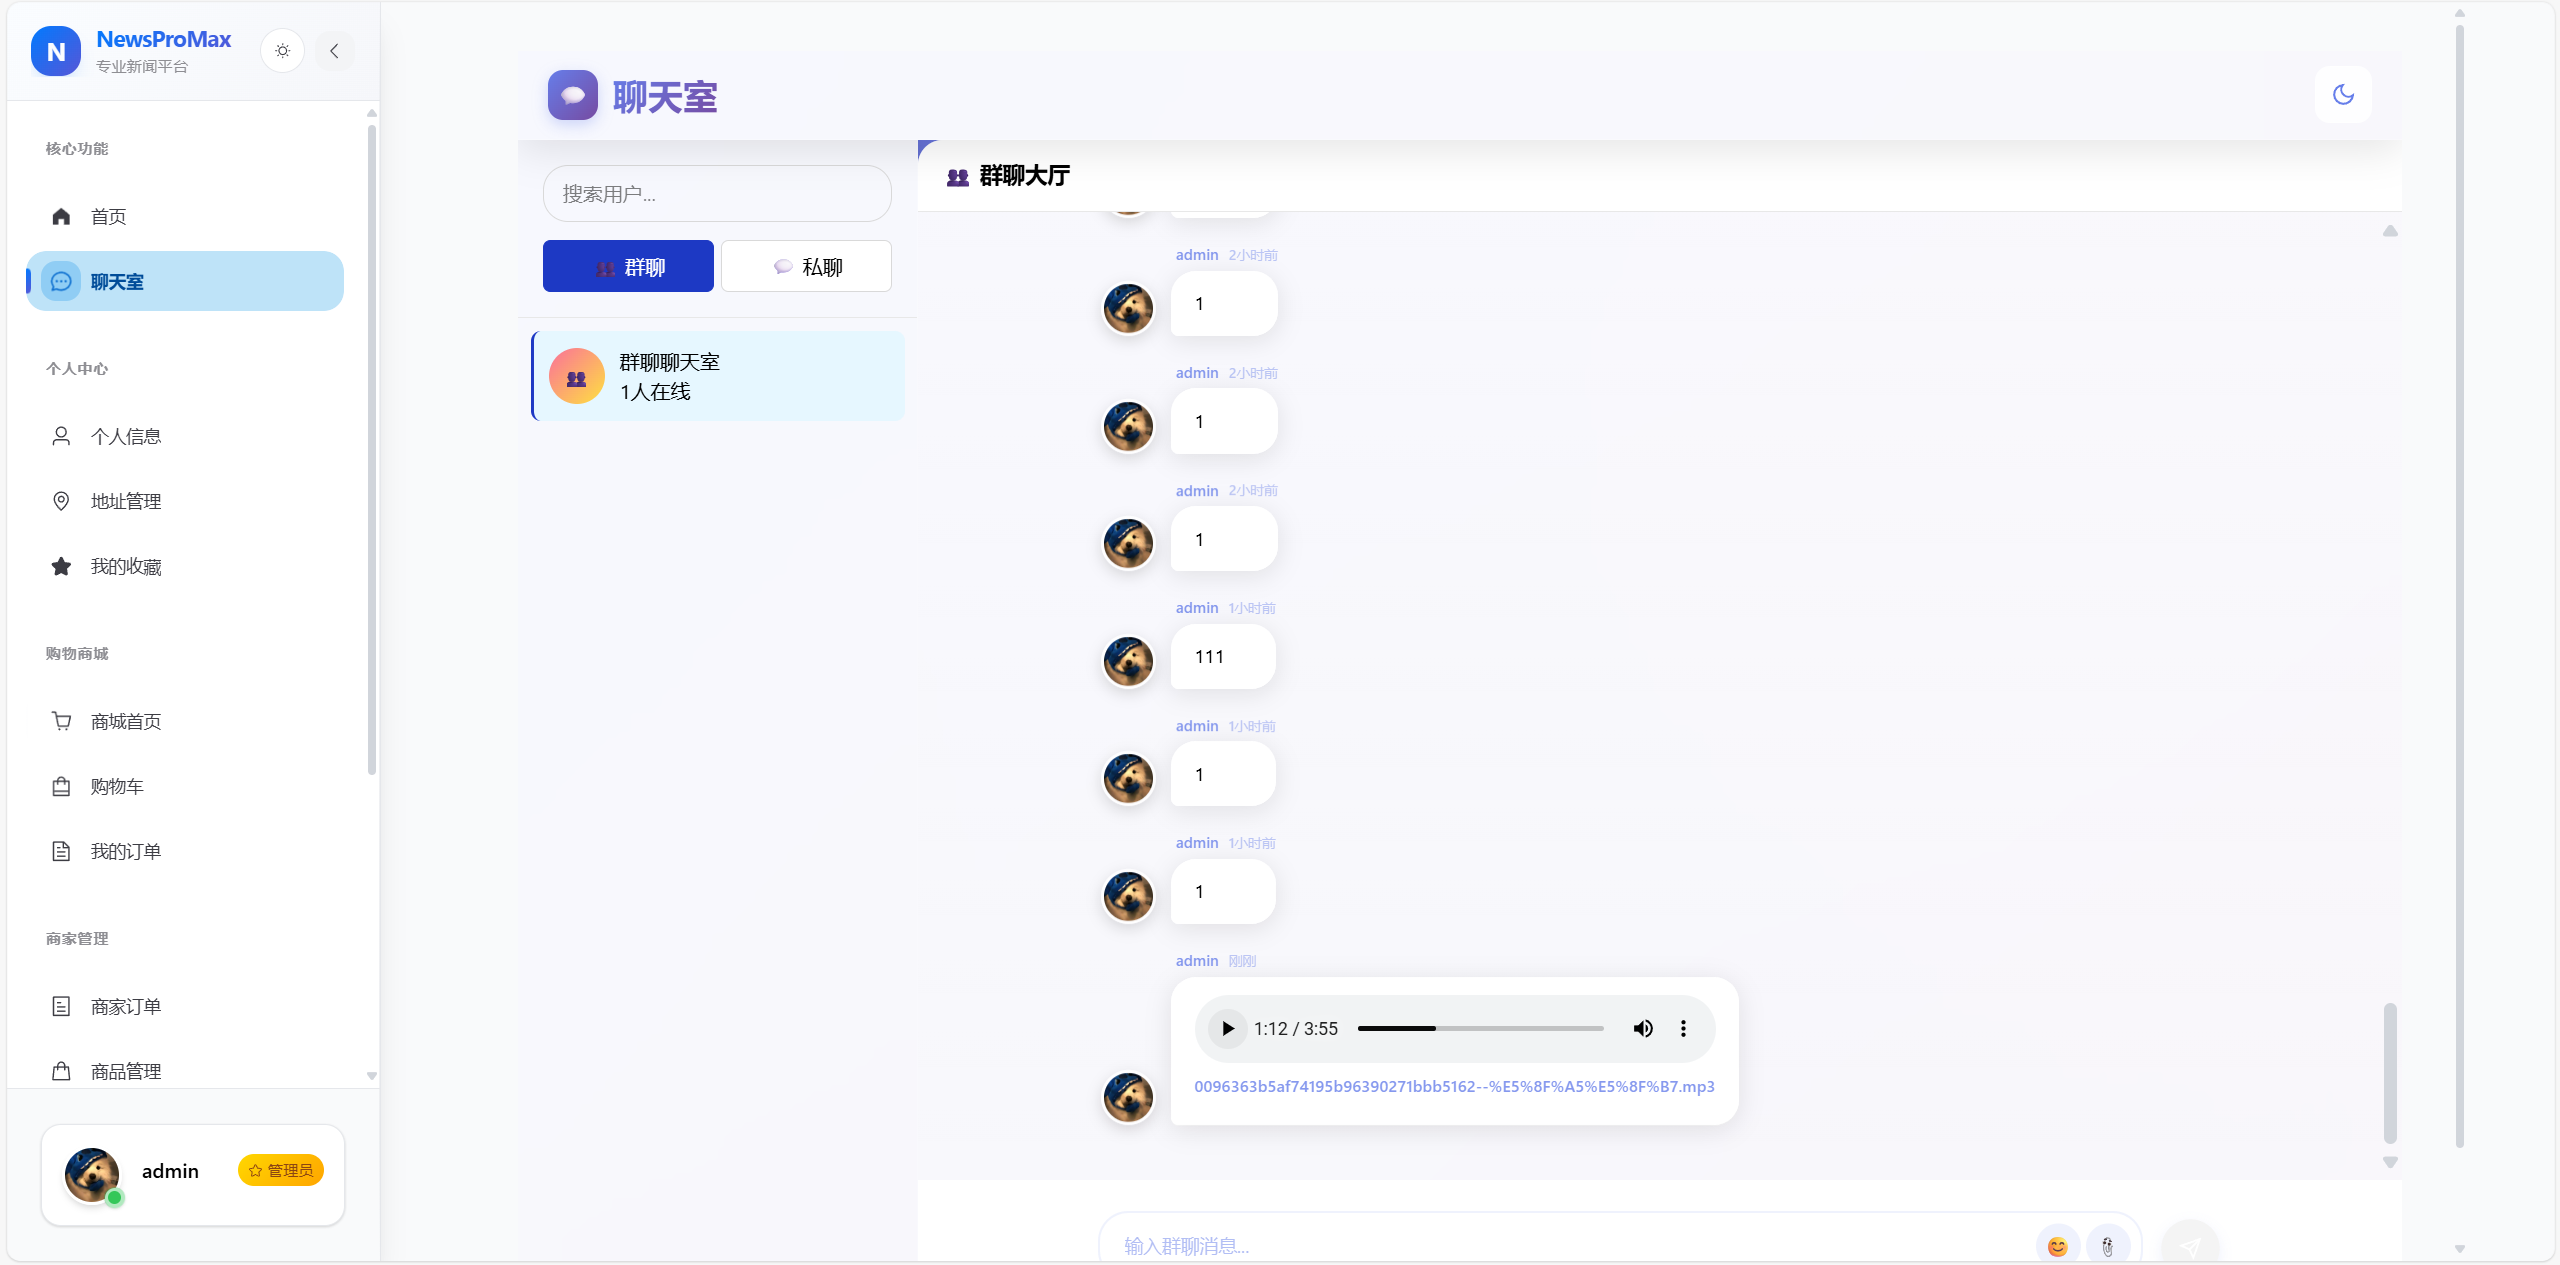 N
NewsProMax
专业新闻平台
核心功能
首页
聊天室
个人中心
个人信息
地址管理
我的收藏
购物商城
商城首页
购物车
我的订单
商家管理
商家订单
商品管理
admin
管理员
聊天室
搜索用户...
群聊
私聊
群聊聊天室
1人在线
群聊大厅
admin 2小时前
1
admin 2小时前
1
admin 2小时前
1
admin 1小时前
111
admin 1小时前
1
admin 1小时前
1
admin 刚刚
1:12 / 3:55
0096363b5af74195b96390271bbb5162--%E5%8F%A5%E5%8F%B7.mp3
输入群聊消息...